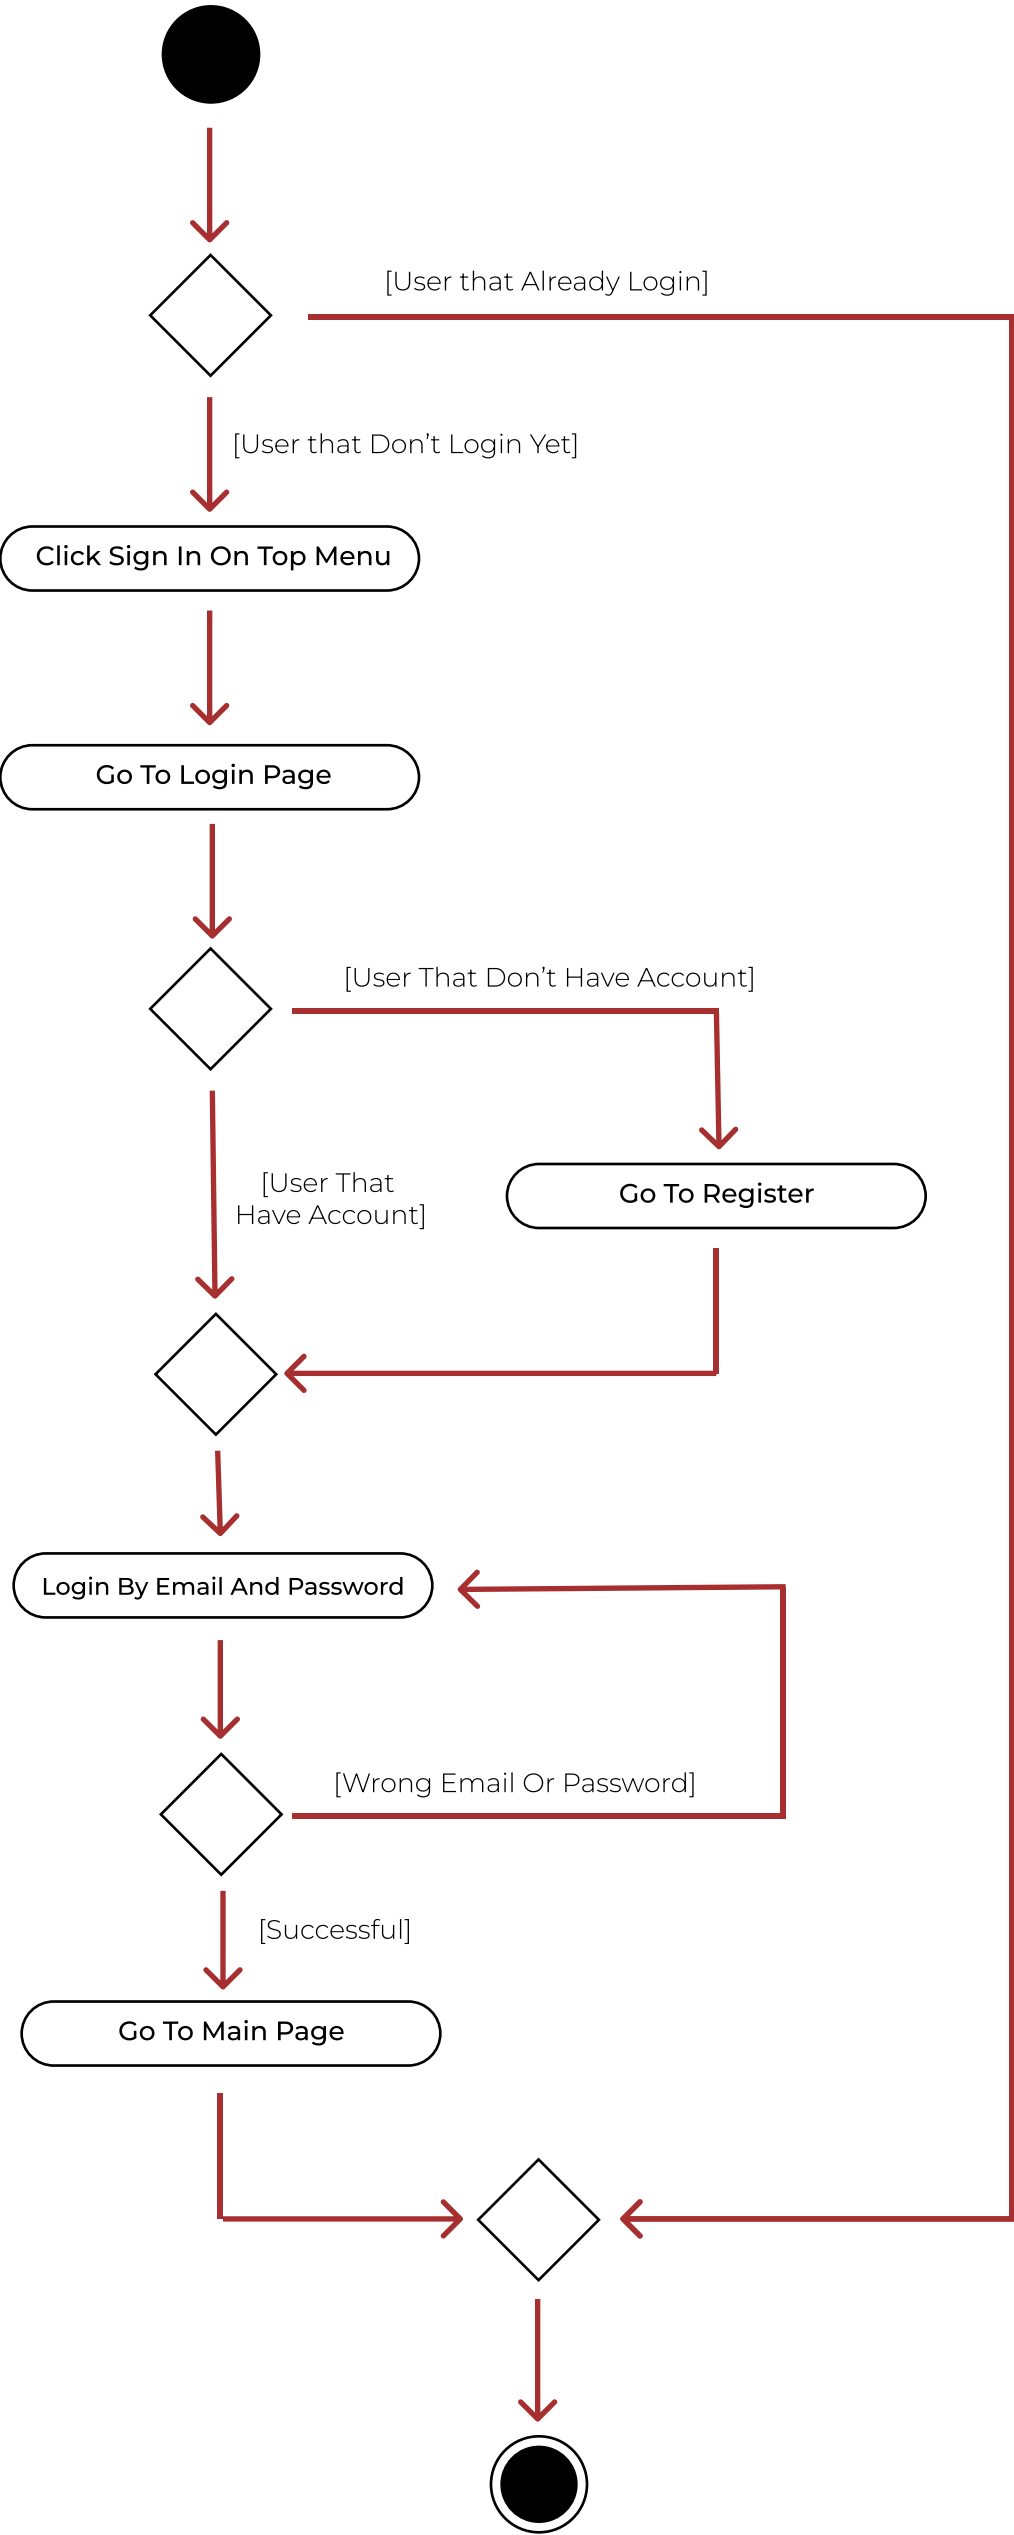 [User that Already Login]
[User that Don’t Login Yet]
Click Sign In On Top Menu
Go To Login Page
[User That Don’t Have Account]
[User That
Have Account]
Go To Register
Login By Email And Password
[Wrong Email Or Password]
[Successful]
Go To Main Page